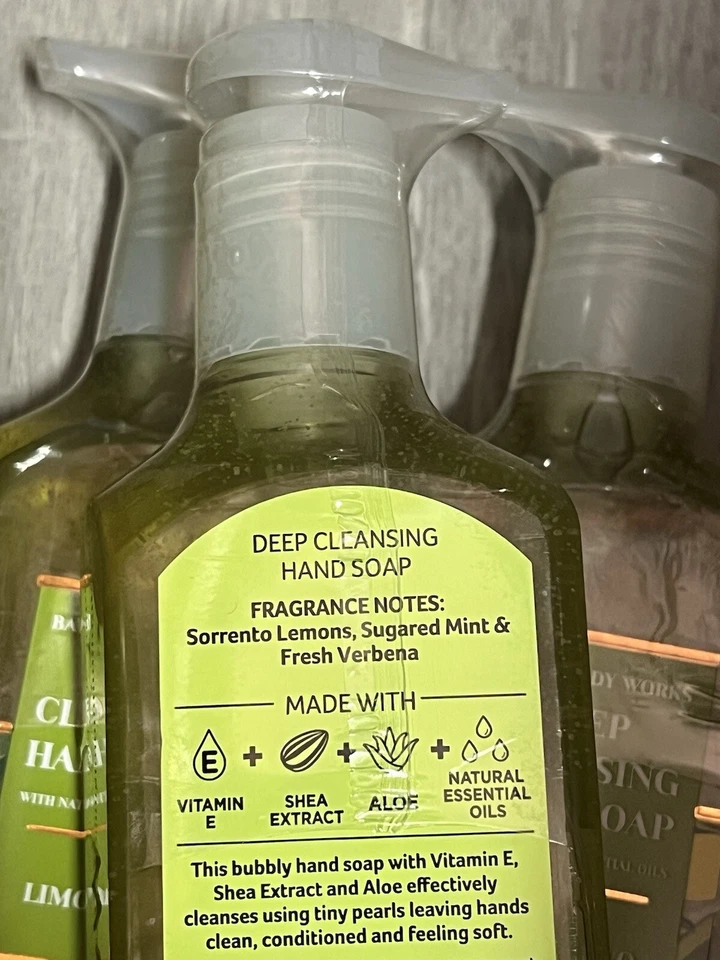 DEEP CLEANSING
HAND SOAP
FRAGRANCE NOTES:
Sorrento Lemons, Sugared Mint &
Fresh Verbena
MADE WITH
E
VITAMIN
E
SHEA
EXTRACT
ALOE
NATURAL
ESSENTIAL
OILS
This bubbly hand soap with Vitamin E,
Shea Extract and Aloe effectively
cleanses using tiny pearls leaving hands
clean, conditioned and feeling soft.
WITH
WORKS